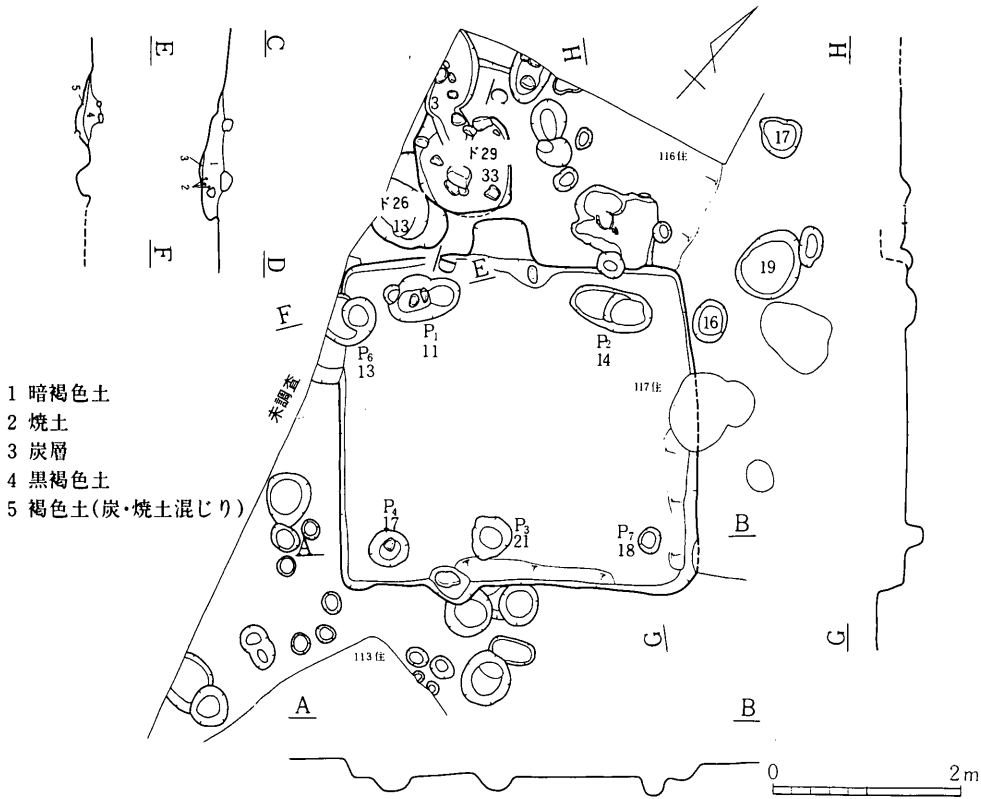 E
C
H
H
5
4
3
1
2
F
D
3
C
ド29
33
116住
17
ド26
13
D
E
19
F
P1
11
P2
14
16
P6
13
117住
未調査
1 暗褐色土
2 焼土
3 炭層
4 黒褐色土
5 褐色土(炭・焼土混じり)
P4
17
P3
21
P7
18
A
B
G
G
113住
A
B
0 2m